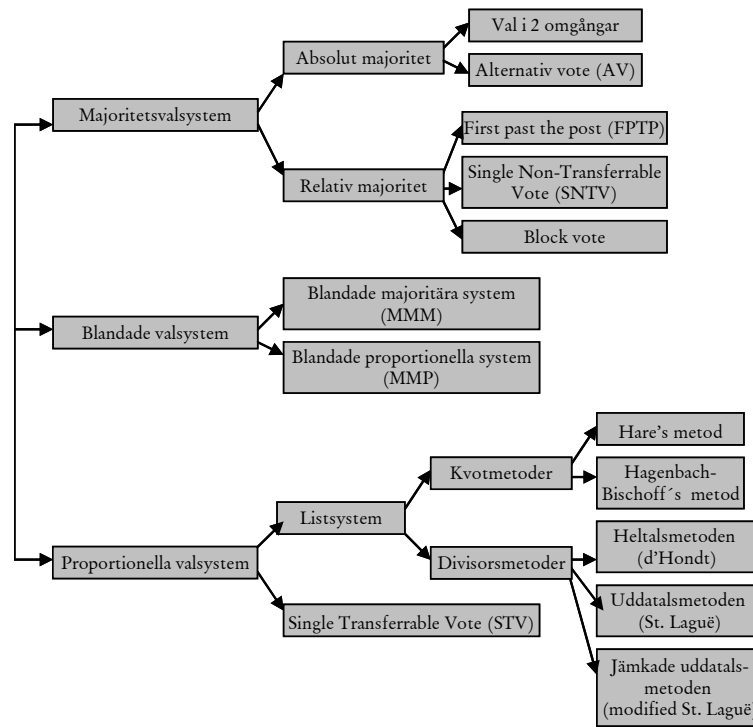 Val i 2 omgångar
Absolut majoritet
Alternativ vote (AV)
Majoritetsvalsystem
First past the post (FPTP)
Single Non-Transferrable
Vote (SNTV)
Relativ majoritet
Block vote
Blandade majoritära system
(MMM)
Blandade valsystem
Blandade proportionella system
(MMP)
Hare's metod
Kvotmetoder
Hagenbach-
Bischoff´s metod
Listsystem
Heltalsmetoden
(d'Hondt)
Proportionella valsystem
Divisorsmetoder
Uddatalsmetoden
(St. Laguë)
Single Transferrable Vote (STV)
Jämkade uddatals-
metoden
(modified St. Laguë